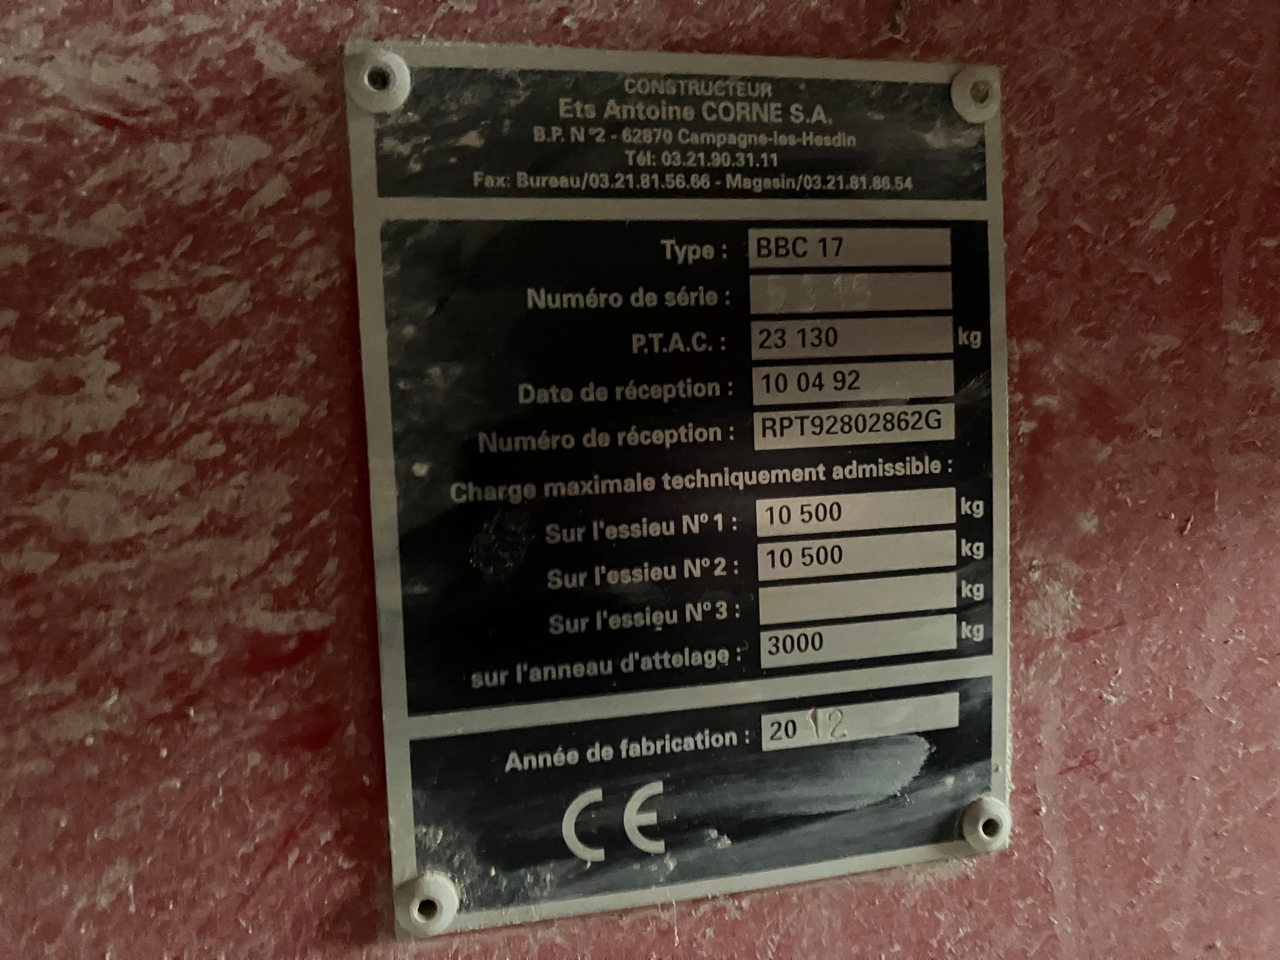 CONSTRUCTEUR
Ets Antoine CORNE S.A.
B.P. N°2 - 62870 Campagne-les-Hesdin
Tél: 03.21.90.31.11
Fax: Bureau/03.21.81.56.66 - Magasin/03.21.81.86.54
Type : BBC 17
Numéro de série :
P.T.A.C. : 23 130 kg
Date de réception : 10 04 92
Numéro de réception : RPT92802862G
Charge maximale techniquement admissible :
Sur l'essieu N° 1 : 10 500 kg
Sur l'essieu N° 2 : 10 500 kg
Sur l'essieu N° 3 : kg
sur l'anneau d'attelage : 3000 kg
Année de fabrication : 20 12
CE